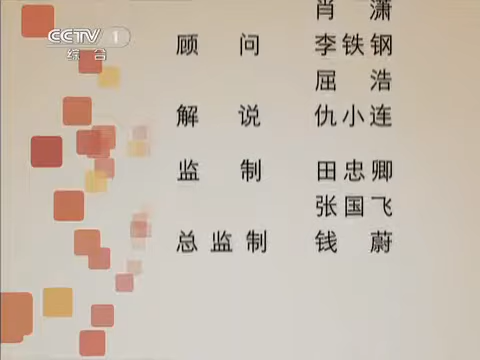 CCTV 1
综合
肖 潇
顾 问 李铁钢
屈 浩
解 说 仇小连
监 制 田忠卿
张国飞
总监制 钱 蔚